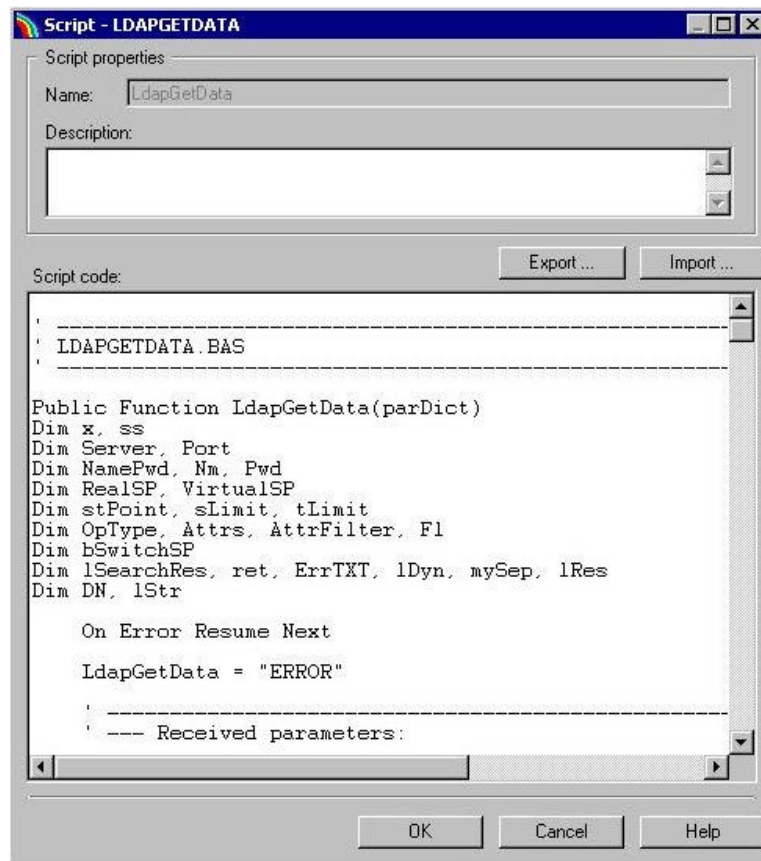 Script - LDAPGETDATA
Script properties
Name: LdapGetData
Description:
Export ... Import ...
Script code:
' ----------------------------------------------------------
' LDAPGETDATA.BAS
' ----------------------------------------------------------
Public Function LdapGetData(parDict)
Dim x, ss
Dim Server, Port
Dim NamePwd, Nm, Pwd
Dim RealSP, VirtualSP
Dim stPoint, sLimit, tLimit
Dim OpType, Attrs, AttrFilter, Fl
Dim bSwitchSP
Dim lSearchRes, ret, ErrTXT, lDyn, mySep, lRes
Dim DN, lStr
On Error Resume Next
LdapGetData = "ERROR"
' ------------------------------------------------------
' --- Received parameters:
OK Cancel Help